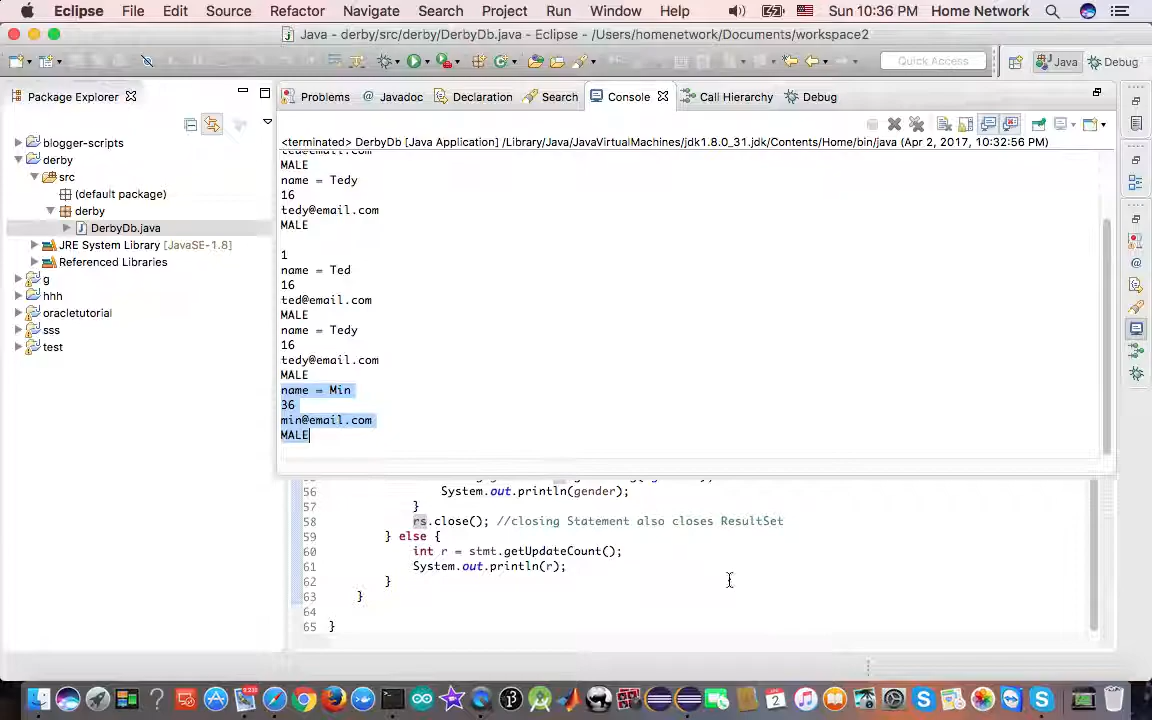 Eclipse File Edit Source Refactor Navigate Search Project Run Window Help Sun 10:36 PM Home Network
Java - derby/src/derby/DerbyDb.java - Eclipse - /Users/homenetwork/Documents/workspace2
Quick Access Java Debug
Package Explorer
Problems @ Javadoc Declaration Search Console Call Hierarchy Debug
<terminated> DerbyDb [Java Application] /Library/Java/JavaVirtualMachines/jdk1.8.0_31.jdk/Contents/Home/bin/java (Apr 2, 2017, 10:32:56 PM)
blogger-scripts
derby
src
(default package)
derby
DerbyDb.java
JRE System Library [JavaSE-1.8]
Referenced Libraries
g
hhh
oracletutorial
sss
test
ted@email.com
MALE
name = Tedy
16
tedy@email.com
MALE
1
name = Ted
16
ted@email.com
MALE
name = Tedy
16
tedy@email.com
MALE
name = Min
36
min@email.com
MALE
56 System.out.println(gender);
57 }
58 rs.close(); //closing Statement also closes ResultSet
59 } else {
60 int r = stmt.getUpdateCount();
61 System.out.println(r);
62 }
63 }
64
65 }